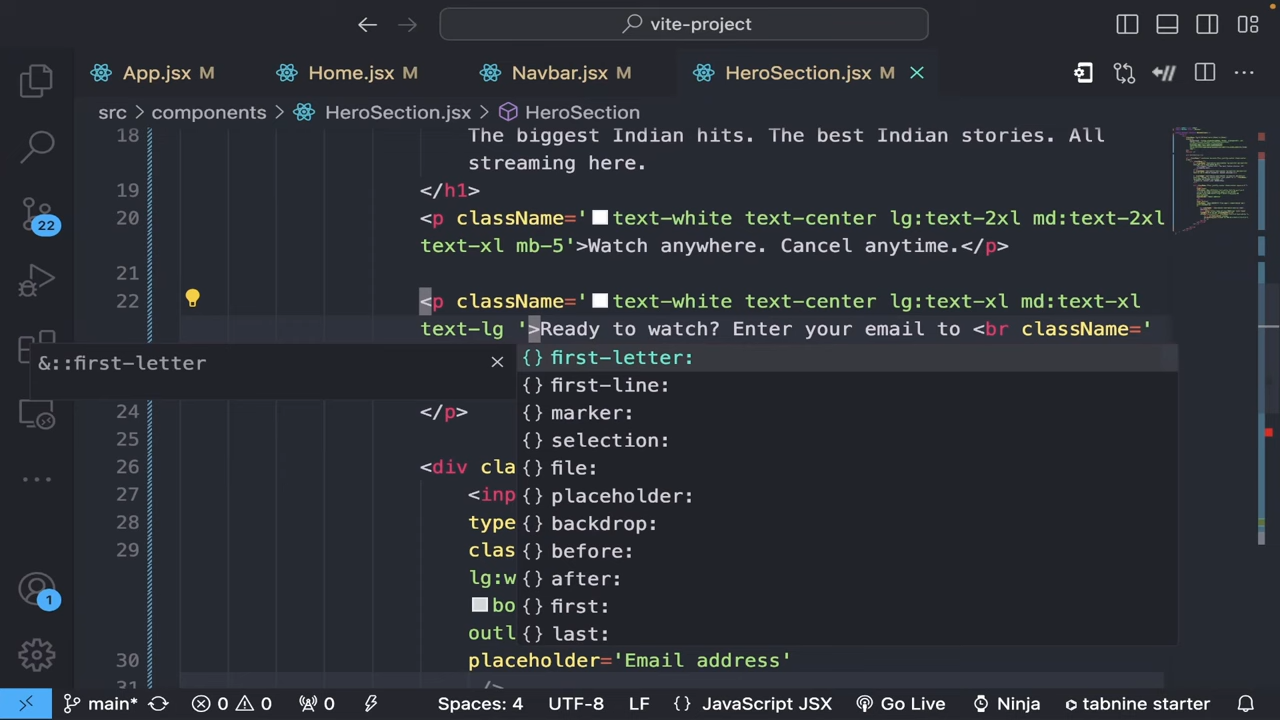 vite-project
App.jsx M Home.jsx M Navbar.jsx M HeroSection.jsx M
src > components > HeroSection.jsx > HeroSection
18 The biggest Indian hits. The best Indian stories. All
streaming here.
19 </h1>
20 <p className='text-white text-center lg:text-2xl md:text-2xl
text-xl mb-5'>Watch anywhere. Cancel anytime.</p>
21
22 <p className='text-white text-center lg:text-xl md:text-xl
text-lg '>Ready to watch? Enter your email to <br className='
&::first-letter
{} first-letter:
{} first-line:
{} marker:
24 </p>
{} selection:
25
26 <div cla
{} file:
27 <inp
{} placeholder:
28 type
{} backdrop:
29 clas
{} before:
lg:w
{} after:
bo
{} first:
outl
{} last:
30 placeholder='Email address'
31 />
22
1
main* 0 0 0 Spaces: 4 UTF-8 LF {} JavaScript JSX Go Live Ninja tabnine starter